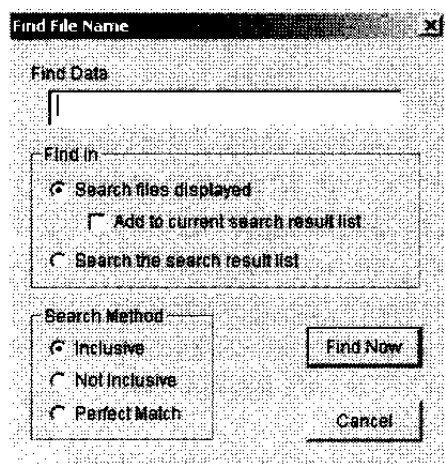 Find File Name
Find Data
Find In
Search files displayed
Add to current search result list
Search the search result list
Search Method
Inclusive
Not Inclusive
Perfect Match
Find Now
Cancel